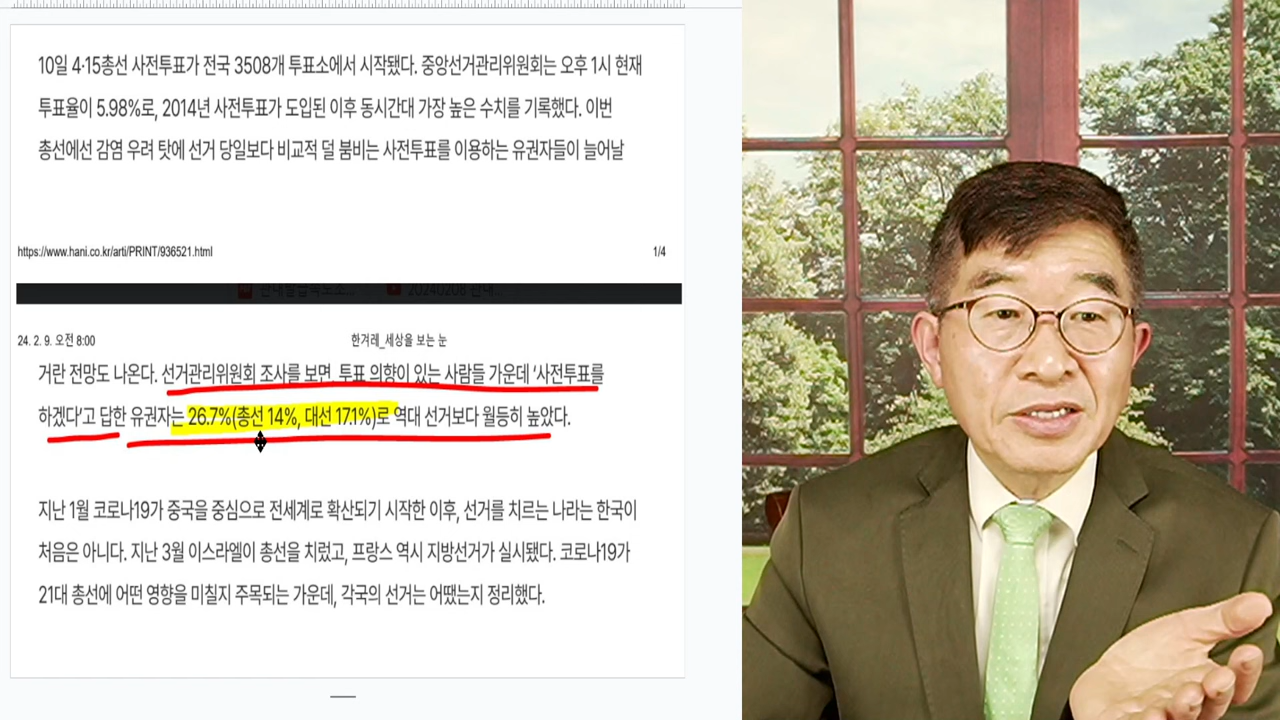 10일 4·15총선 사전투표가 전국 3508개 투표소에서 시작됐다. 중앙선거관리위원회는 오후 1시 현재
투표율이 5.98%로, 2014년 사전투표가 도입된 이후 동시간대 가장 높은 수치를 기록했다. 이번
총선에선 감염 우려 탓에 선거 당일보다 비교적 덜 붐비는 사전투표를 이용하는 유권자들이 늘어날
https://www.hani.co.kr/arti/PRINT/936521.html 1/4
24. 2. 9. 오전 8:00 한겨레_세상을 보는 눈
거란 전망도 나온다. 선거관리위원회 조사를 보면, 투표 의향이 있는 사람들 가운데 '사전투표를
하겠다'고 답한 유권자는 26.7%(총선 14%, 대선 17.1%)로 역대 선거보다 월등히 높았다.
지난 1월 코로나19가 중국을 중심으로 전세계로 확산되기 시작한 이후, 선거를 치르는 나라는 한국이
처음은 아니다. 지난 3월 이스라엘이 총선을 치렀고, 프랑스 역시 지방선거가 실시됐다. 코로나19가
21대 총선에 어떤 영향을 미칠지 주목되는 가운데, 각국의 선거는 어땠는지 정리했다.